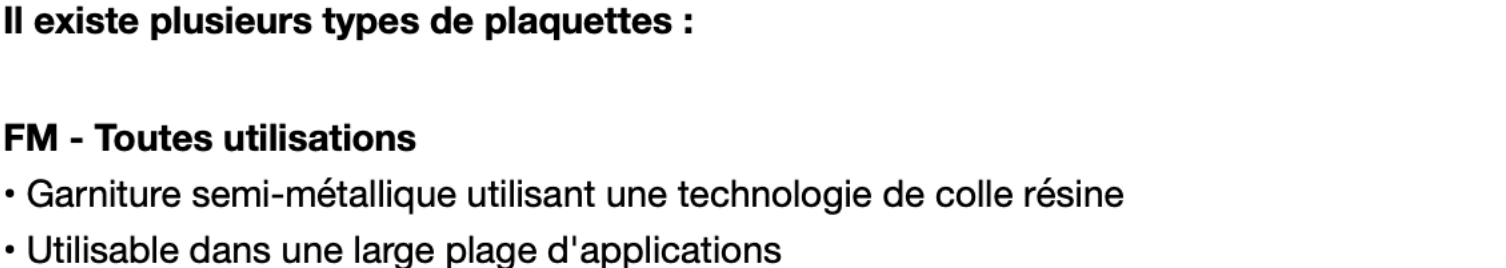 Il existe plusieurs types de plaquettes :
FM - Toutes utilisations
• Garniture semi-métallique utilisant une technologie de colle résine
• Utilisable dans une large plage d'applications